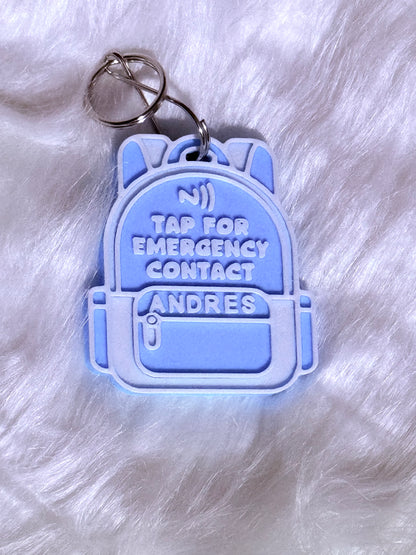 N
TAP FOR
EMERGENCY
CONTACT
ANDRES